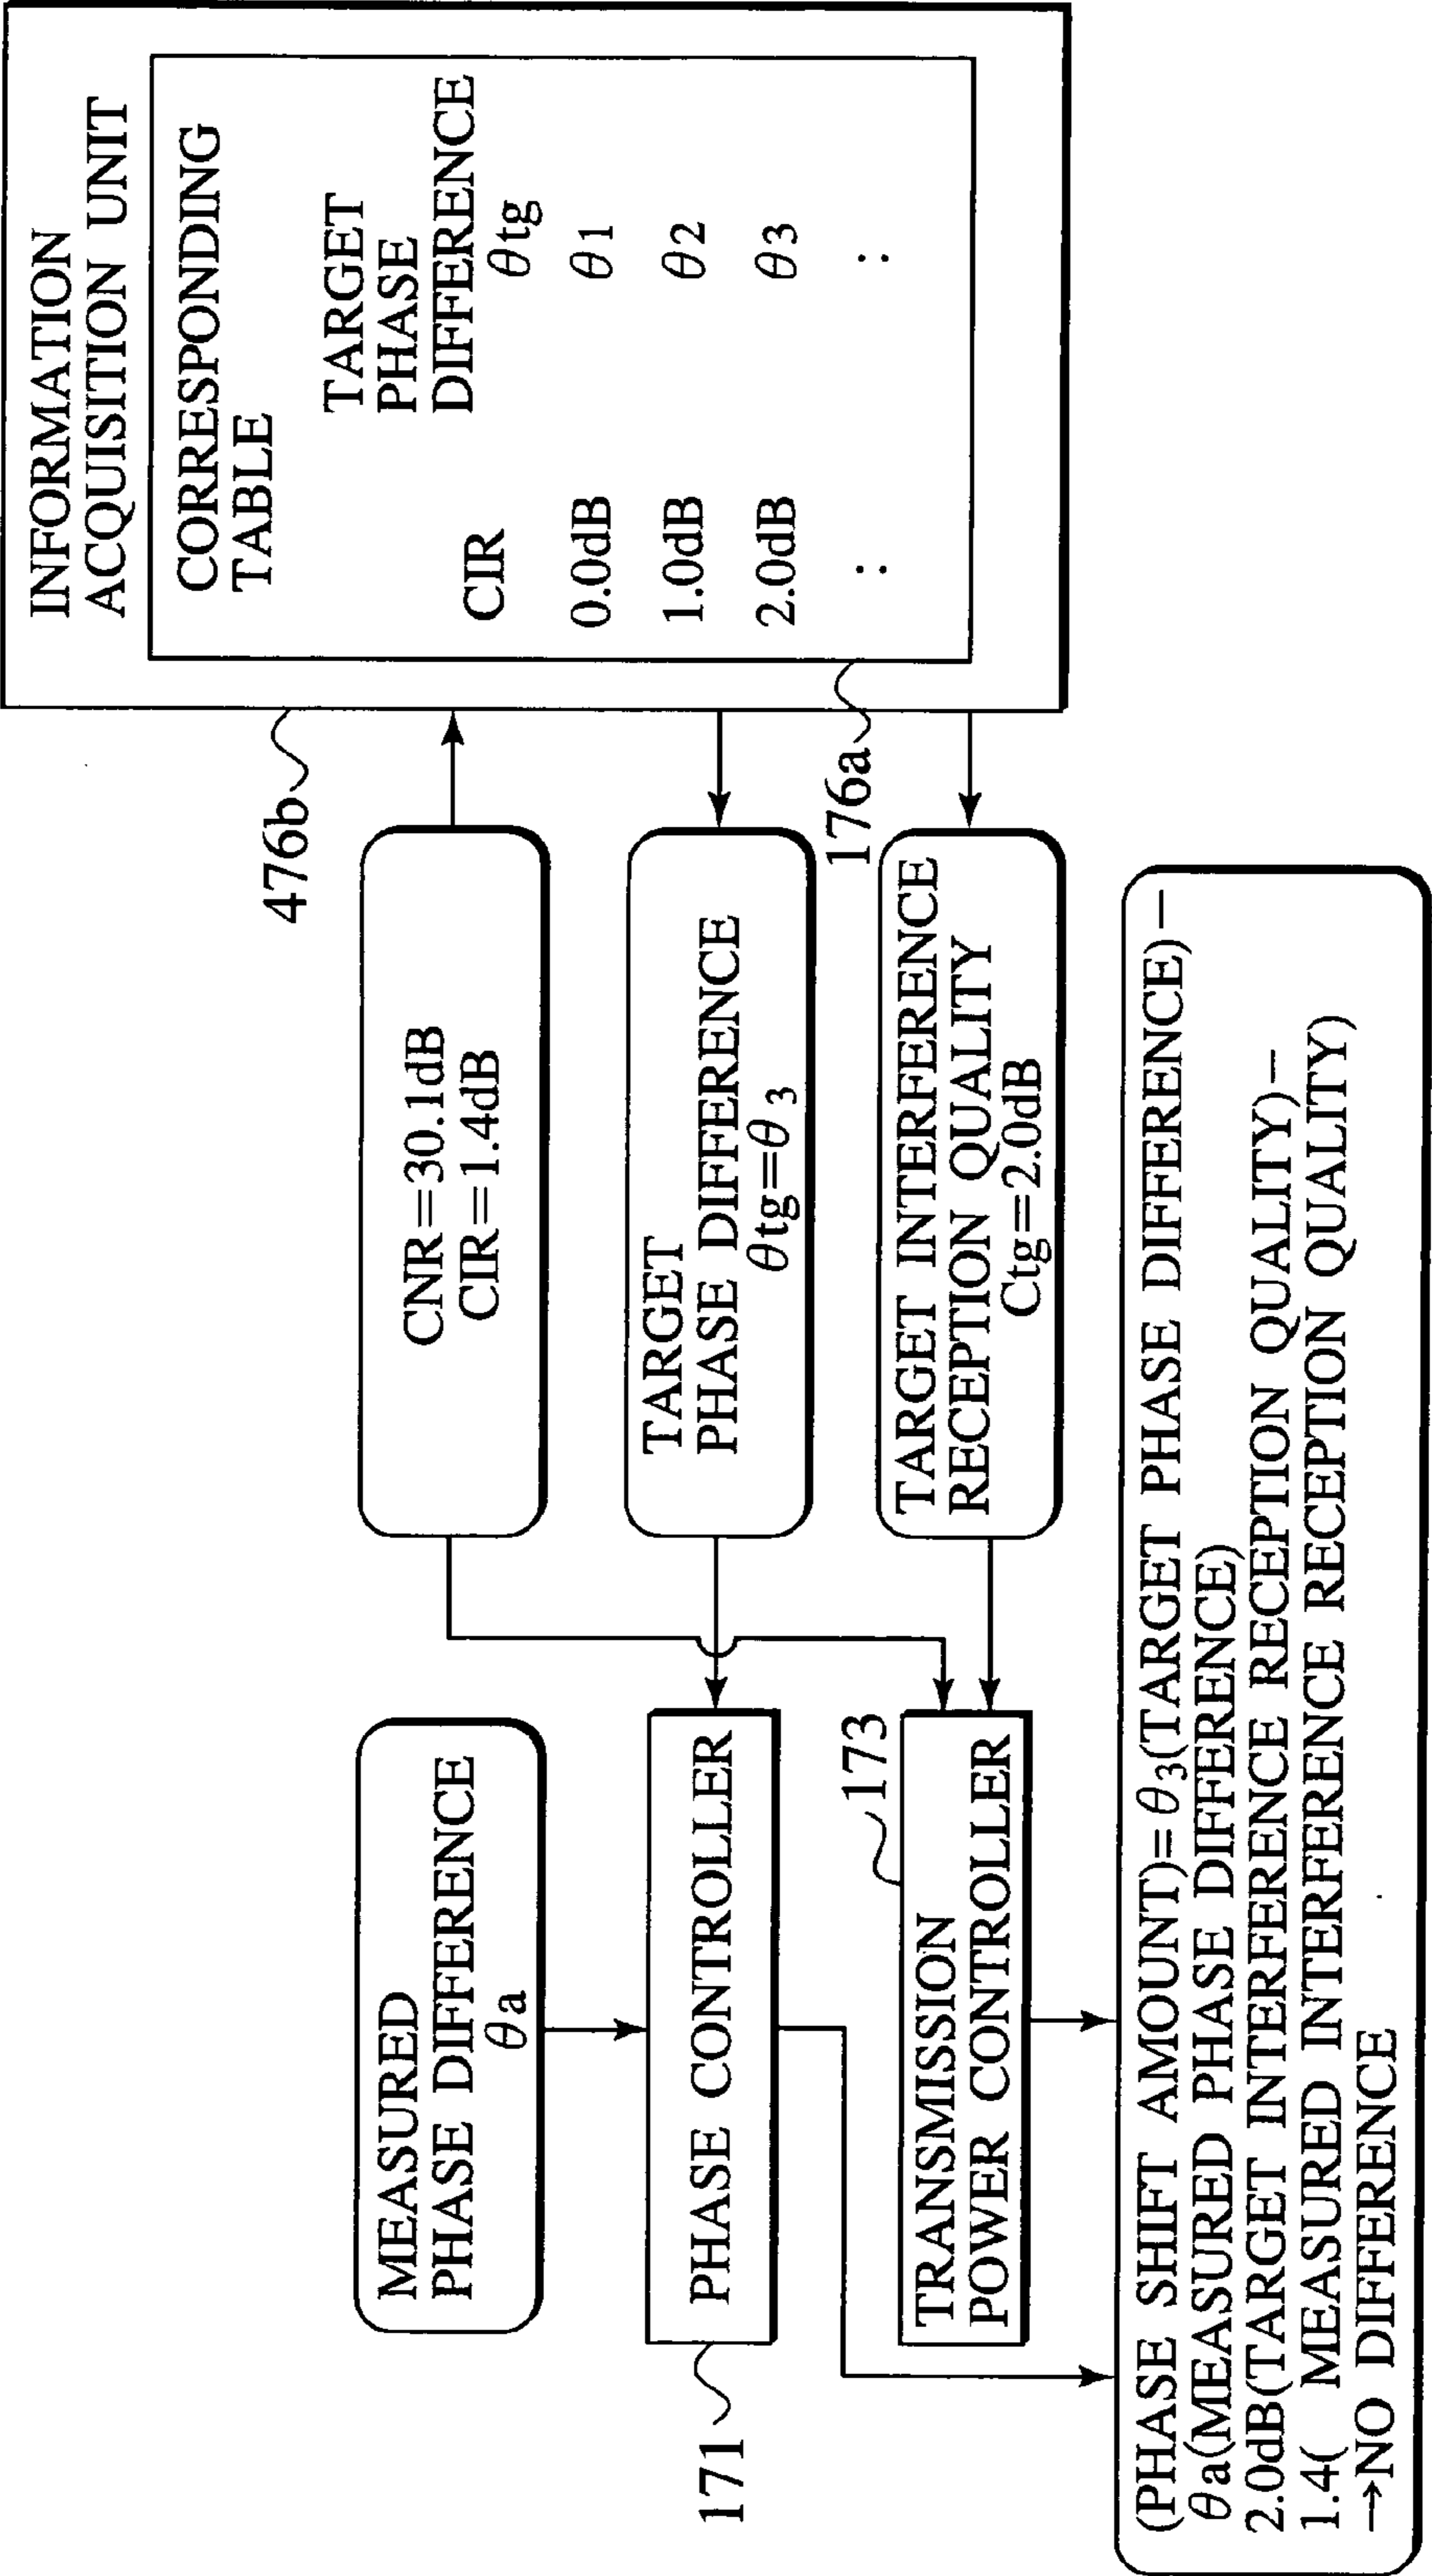 INFORMATION
ACQUISITION UNIT
CORRESPONDING
TABLE
TARGET
PHASE
DIFFERENCE
CIR θtg
0.0dB θ1
1.0dB θ2
2.0dB θ3
: :
476b
176a
CNR=30.1dB
CIR=1.4dB
TARGET
PHASE DIFFERENCE
θtg=θ3
TARGET INTERFERENCE
RECEPTION QUALITY
Ctg=2.0dB
MEASURED
PHASE DIFFERENCE
θa
PHASE CONTROLLER
171
TRANSMISSION
POWER CONTROLLER
173
(PHASE SHIFT AMOUNT)=θ3(TARGET PHASE DIFFERENCE)−
θa(MEASURED PHASE DIFFERENCE)
2.0dB(TARGET INTERFERENCE RECEPTION QUALITY)−
1.4( MEASURED INTERFERENCE RECEPTION QUALITY)
→NO DIFFERENCE